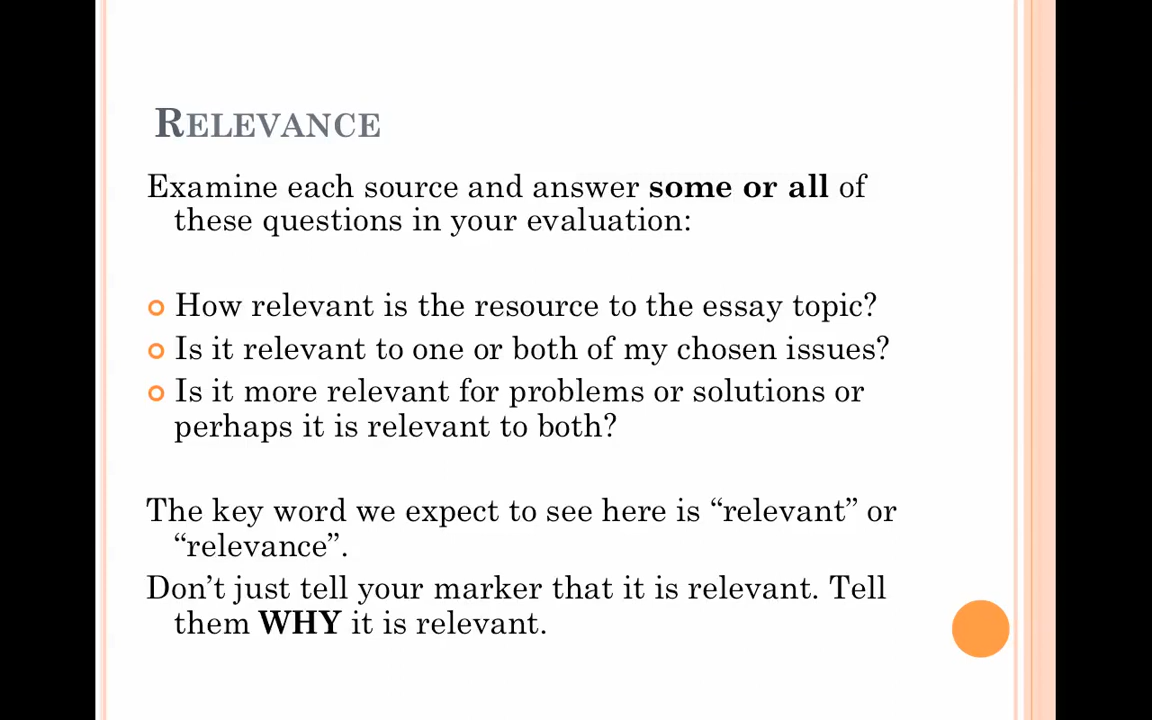 RELEVANCE
Examine each source and answer some or all of
these questions in your evaluation:
How relevant is the resource to the essay topic?
Is it relevant to one or both of my chosen issues?
Is it more relevant for problems or solutions or
perhaps it is relevant to both?
The key word we expect to see here is “relevant” or
“relevance”.
Don’t just tell your marker that it is relevant. Tell
them WHY it is relevant.